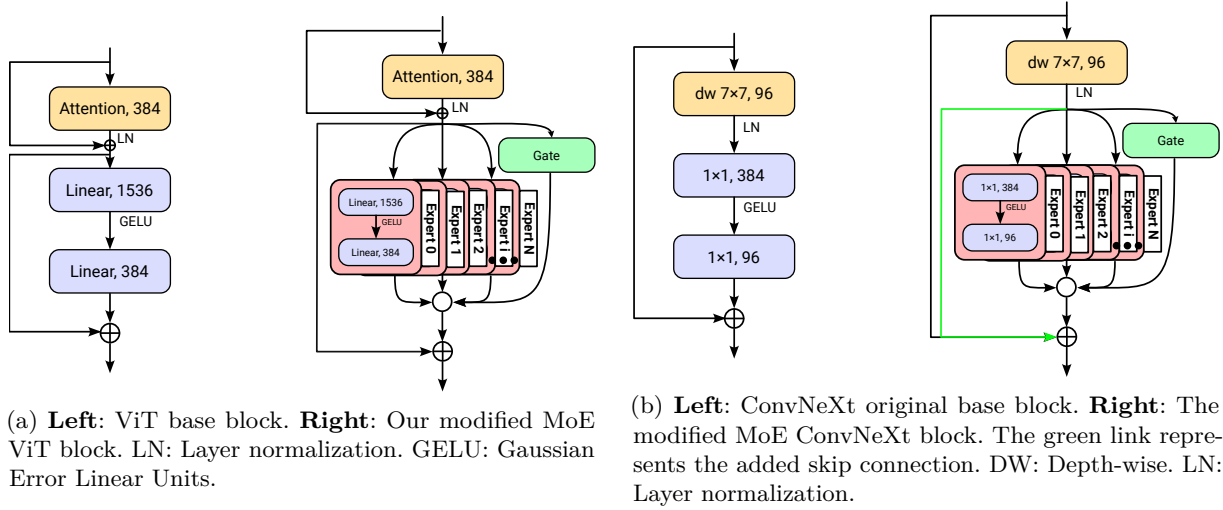 Attention, 384
LN
Linear, 1536
GELU
Linear, 384
Attention, 384
LN
Gate
Linear, 1536
GELU
Linear, 384
Expert 0
Expert 1
Expert 2
Expert i
Expert N
dw 7×7, 96
LN
1×1, 384
GELU
1×1, 96
dw 7×7, 96
LN
Gate
1×1, 384
GELU
1×1, 96
Expert 0
Expert 1
Expert 2
Expert i
Expert N
(a) Left: ViT base block. Right: Our modified MoE
ViT block. LN: Layer normalization. GELU: Gaussian
Error Linear Units.
(b) Left: ConvNeXt original base block. Right: The
modified MoE ConvNeXt block. The green link repre-
sents the added skip connection. DW: Depth-wise. LN:
Layer normalization.